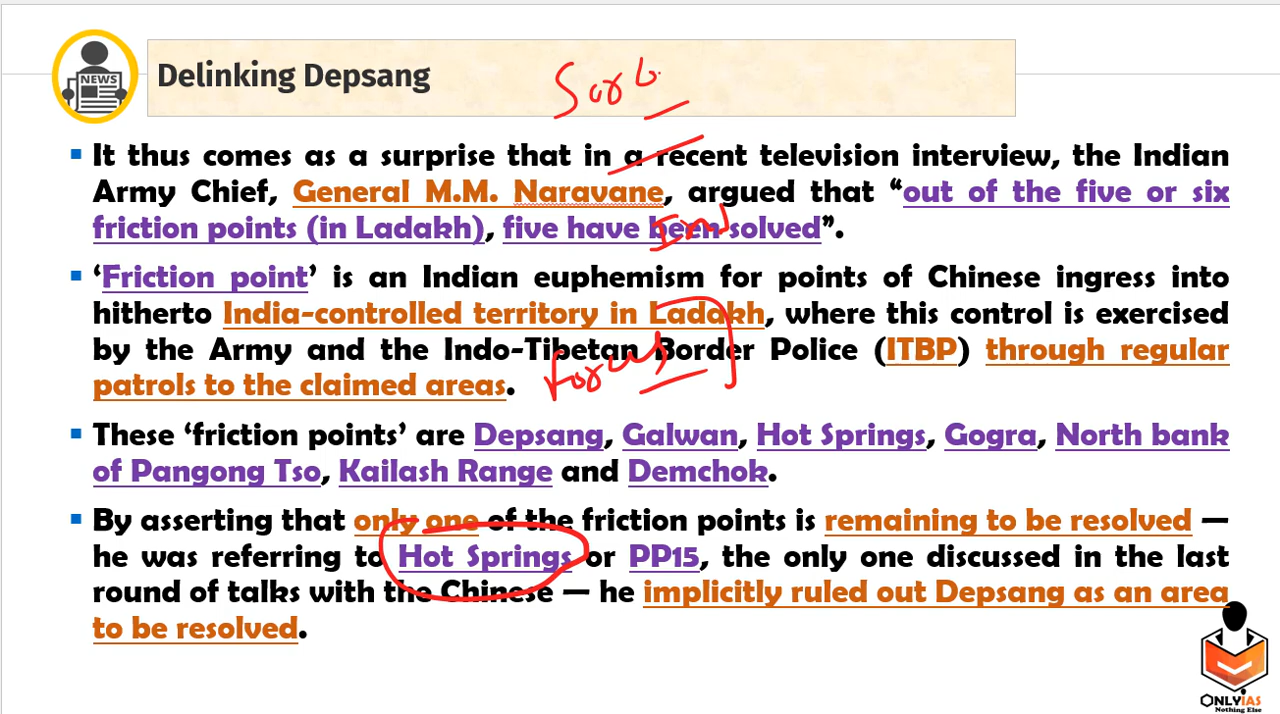 NEWS
Delinking Depsang
It thus comes as a surprise that in a recent television interview, the Indian
Army Chief, General M.M. Naravane, argued that “out of the five or six
friction points (in Ladakh), five have been solved”.
‘Friction point’ is an Indian euphemism for points of Chinese ingress into
hitherto India-controlled territory in Ladakh, where this control is exercised
by the Army and the Indo-Tibetan Border Police (ITBP) through regular
patrols to the claimed areas.
Focus
These ‘friction points’ are Depsang, Galwan, Hot Springs, Gogra, North bank
of Pangong Tso, Kailash Range and Demchok.
By asserting that only one of the friction points is remaining to be resolved —
he was referring to Hot Springs or PP15, the only one discussed in the last
round of talks with the Chinese — he implicitly ruled out Depsang as an area
to be resolved.
ONLYIAS
Nothing Else